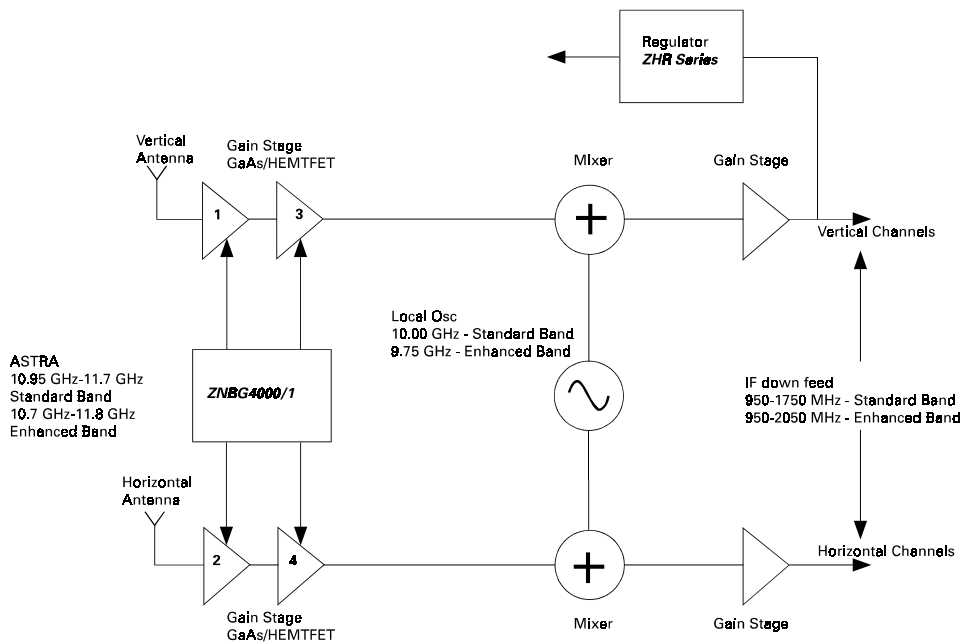 Regulator
ZHR Series
Vertical
Antenna
Gain Stage
GaAs/HEMTFET
Mixer
Gain Stage
1
3
+
Vertical Channels
Local Osc
10.00 GHz - Standard Band
9.75 GHz - Enhanced Band
ASTRA
10.95 GHz-11.7 GHz
Standard Band
10.7 GHz-11.8 GHz
Enhanced Band
ZNBG4000/1
IF down feed
950-1750 MHz - Standard Band
950-2050 MHz - Enhanced Band
Horizontal
Antenna
2
4
+
Horizontal Channels
Gain Stage
GaAs/HEMTFET
Mixer
Gain Stage